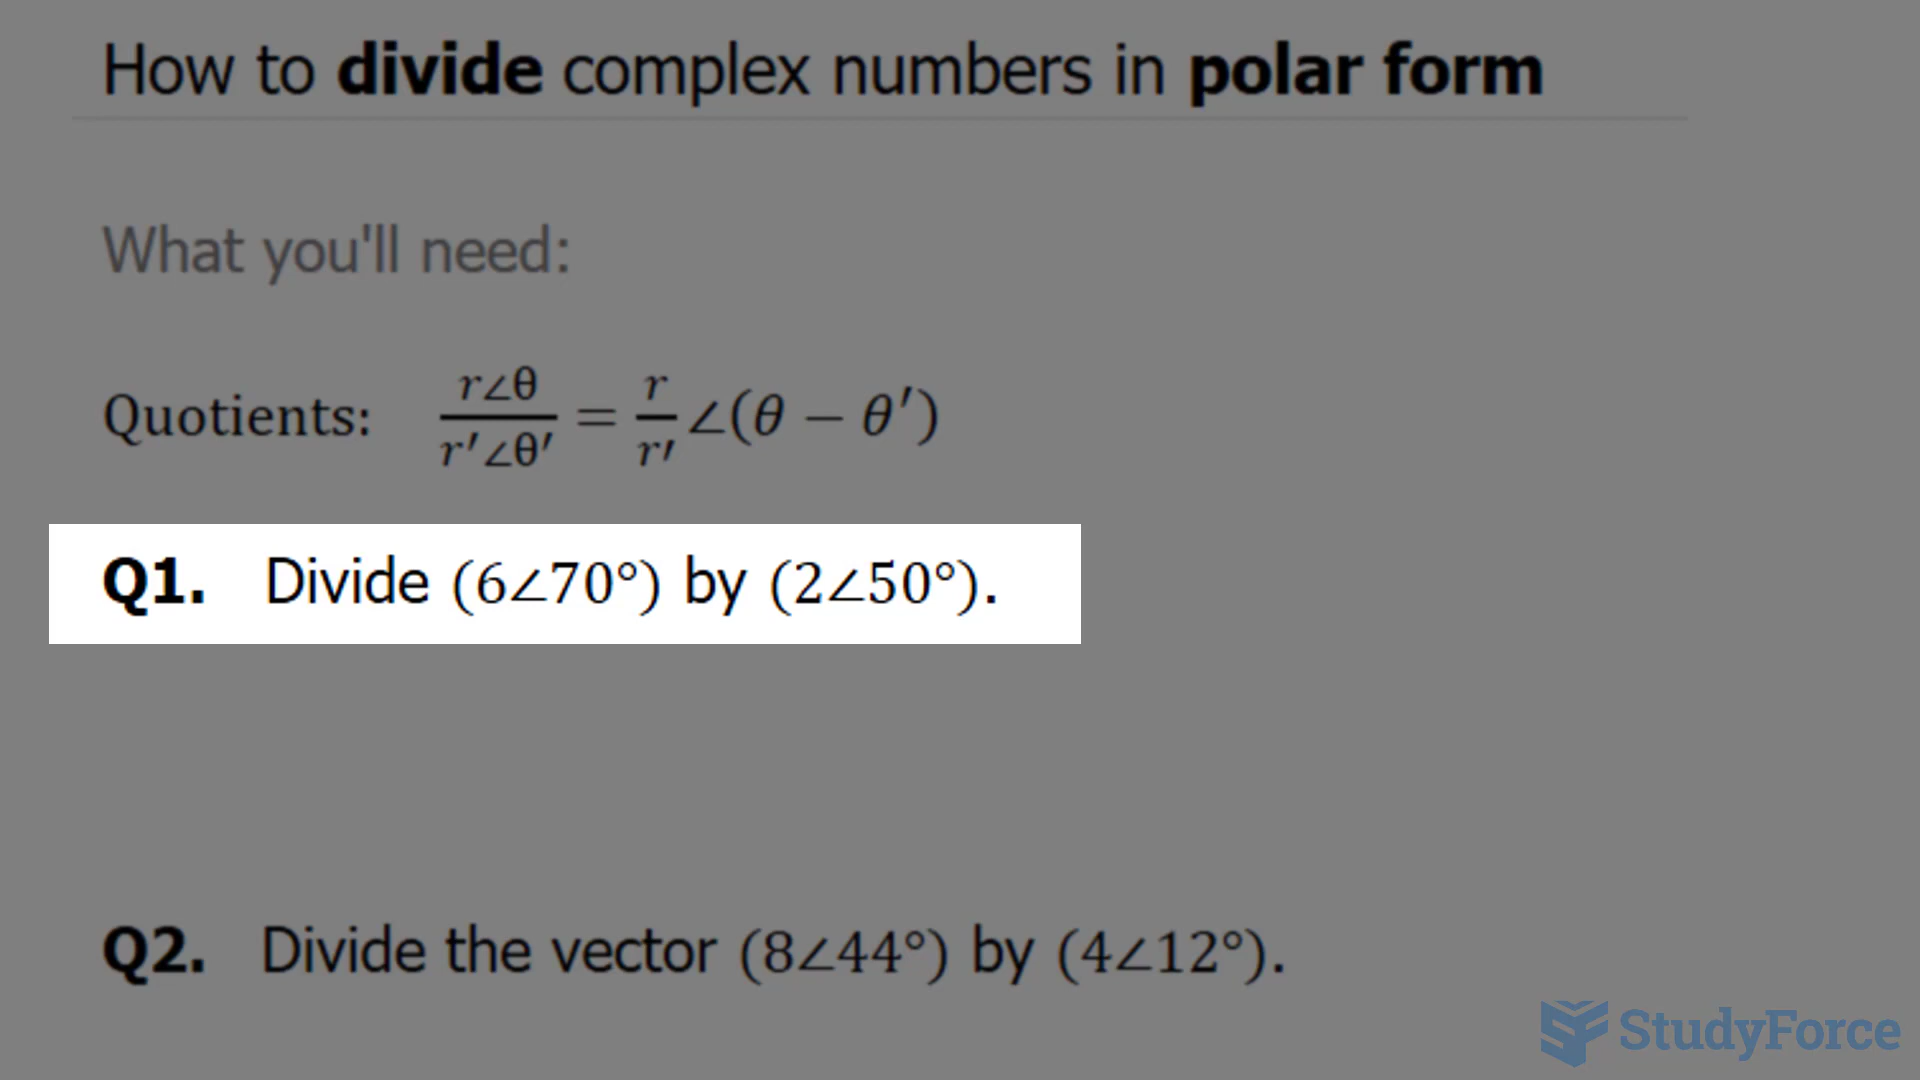 How to divide complex numbers in polar form
What you'll need:
Quotients: r∠θ / r′∠θ′ = r / r′ ∠(θ − θ′)
Q1. Divide (6∠70°) by (2∠50°).
Q2. Divide the vector (8∠44°) by (4∠12°).
StudyForce